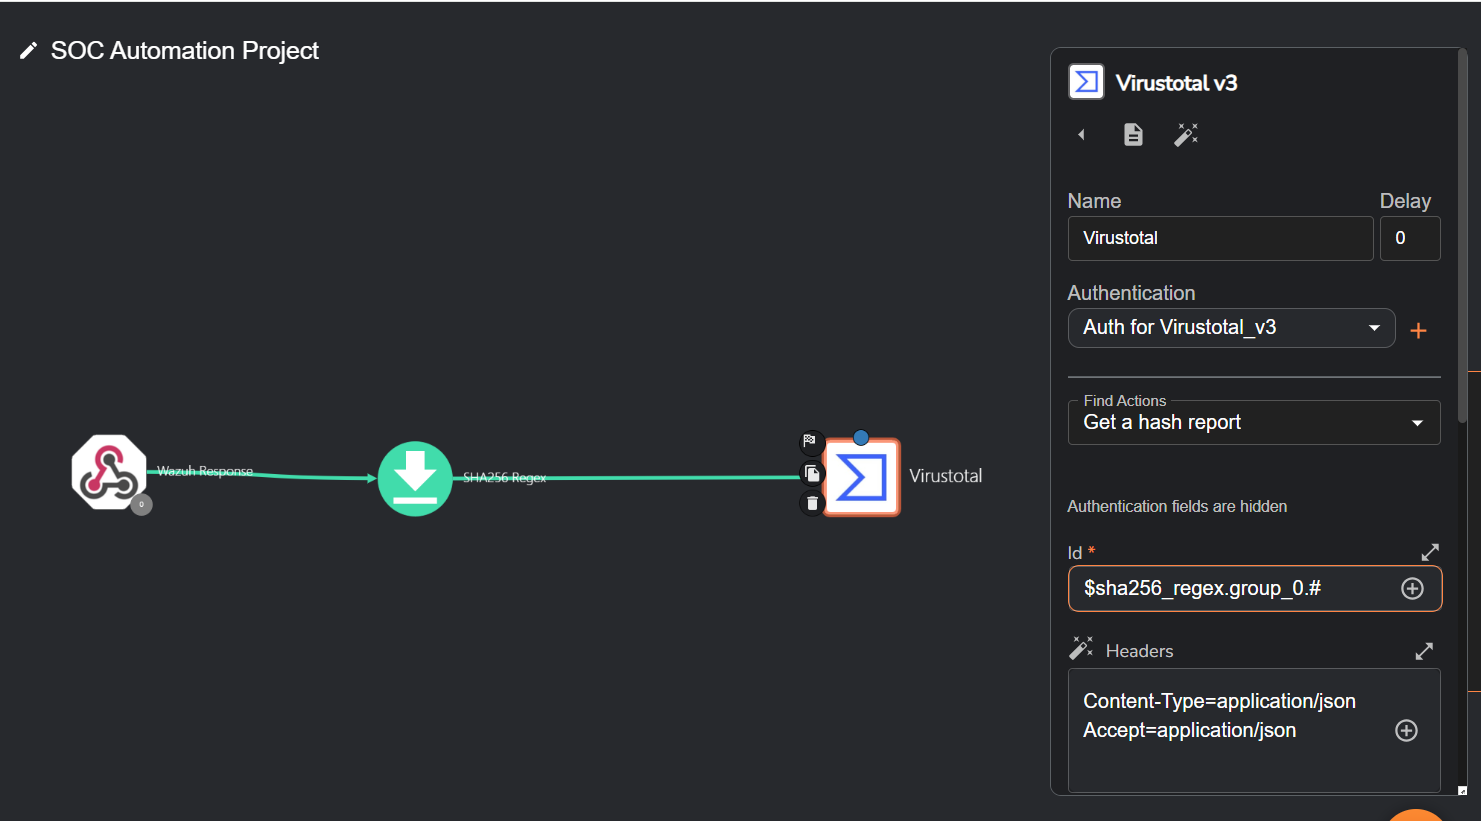 SOC Automation Project
Virustotal v3
Name
Delay
Virustotal
0
Authentication
Auth for Virustotal_v3
+
Find Actions
Get a hash report
Authentication fields are hidden
Id *
$sha256_regex.group_0.#
Headers
Content-Type=application/json
Accept=application/json
Wazuh Response
0
SHA256 Regex
Virustotal